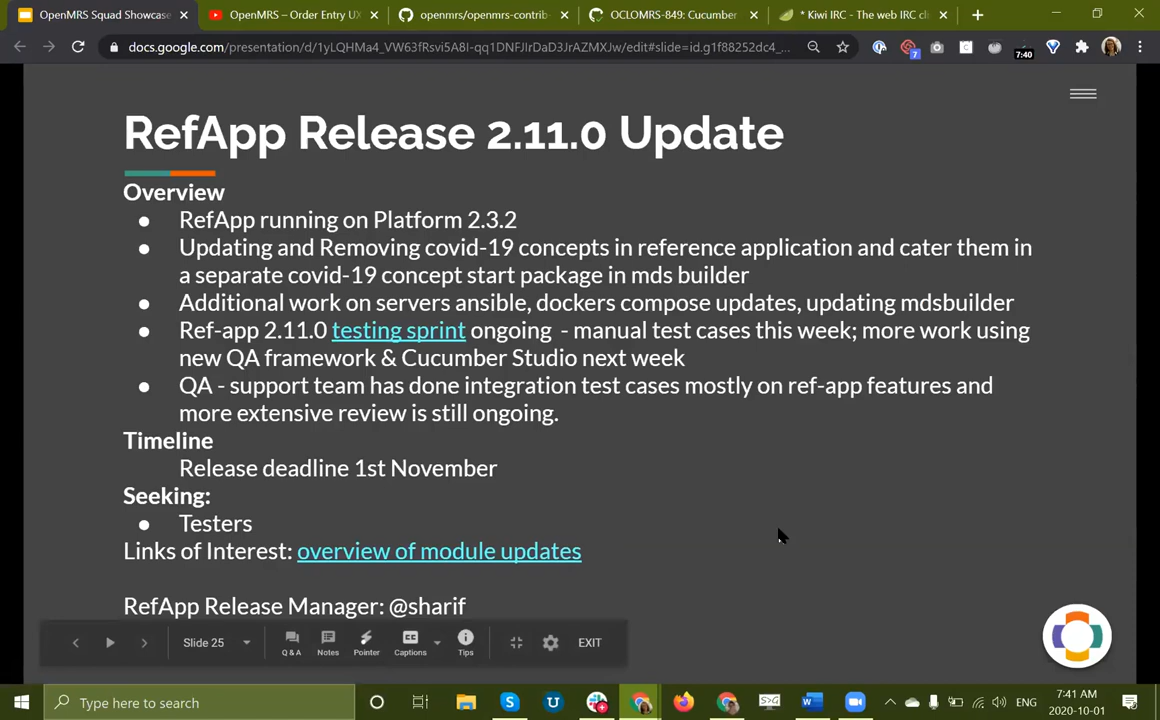 OpenMRS Squad Showcase
OpenMRS – Order Entry UX
openmrs/openmrs-contrib-
OCLOMRS-849: Cucumber
* Kiwi IRC - The web IRC cli
docs.google.com/presentation/d/1yLQHMa4_VW63fRsvi5A8I-qq1DNFJIrDaD3JrAZMXJw/edit#slide=id.g1f88252dc4_...
7
7:40
RefApp Release 2.11.0 Update
Overview
● RefApp running on Platform 2.3.2
● Updating and Removing covid-19 concepts in reference application and cater them in
a separate covid-19 concept start package in mds builder
● Additional work on servers ansible, dockers compose updates, updating mdsbuilder
● Ref-app 2.11.0 testing sprint ongoing - manual test cases this week; more work using
new QA framework & Cucumber Studio next week
● QA - support team has done integration test cases mostly on ref-app features and
more extensive review is still ongoing.
Timeline
Release deadline 1st November
Seeking:
● Testers
Links of Interest: overview of module updates
RefApp Release Manager: @sharif
Slide 25
Q & A
Notes
Pointer
Captions
Tips
EXIT
Type here to search
ENG
7:41 AM
2020-10-01